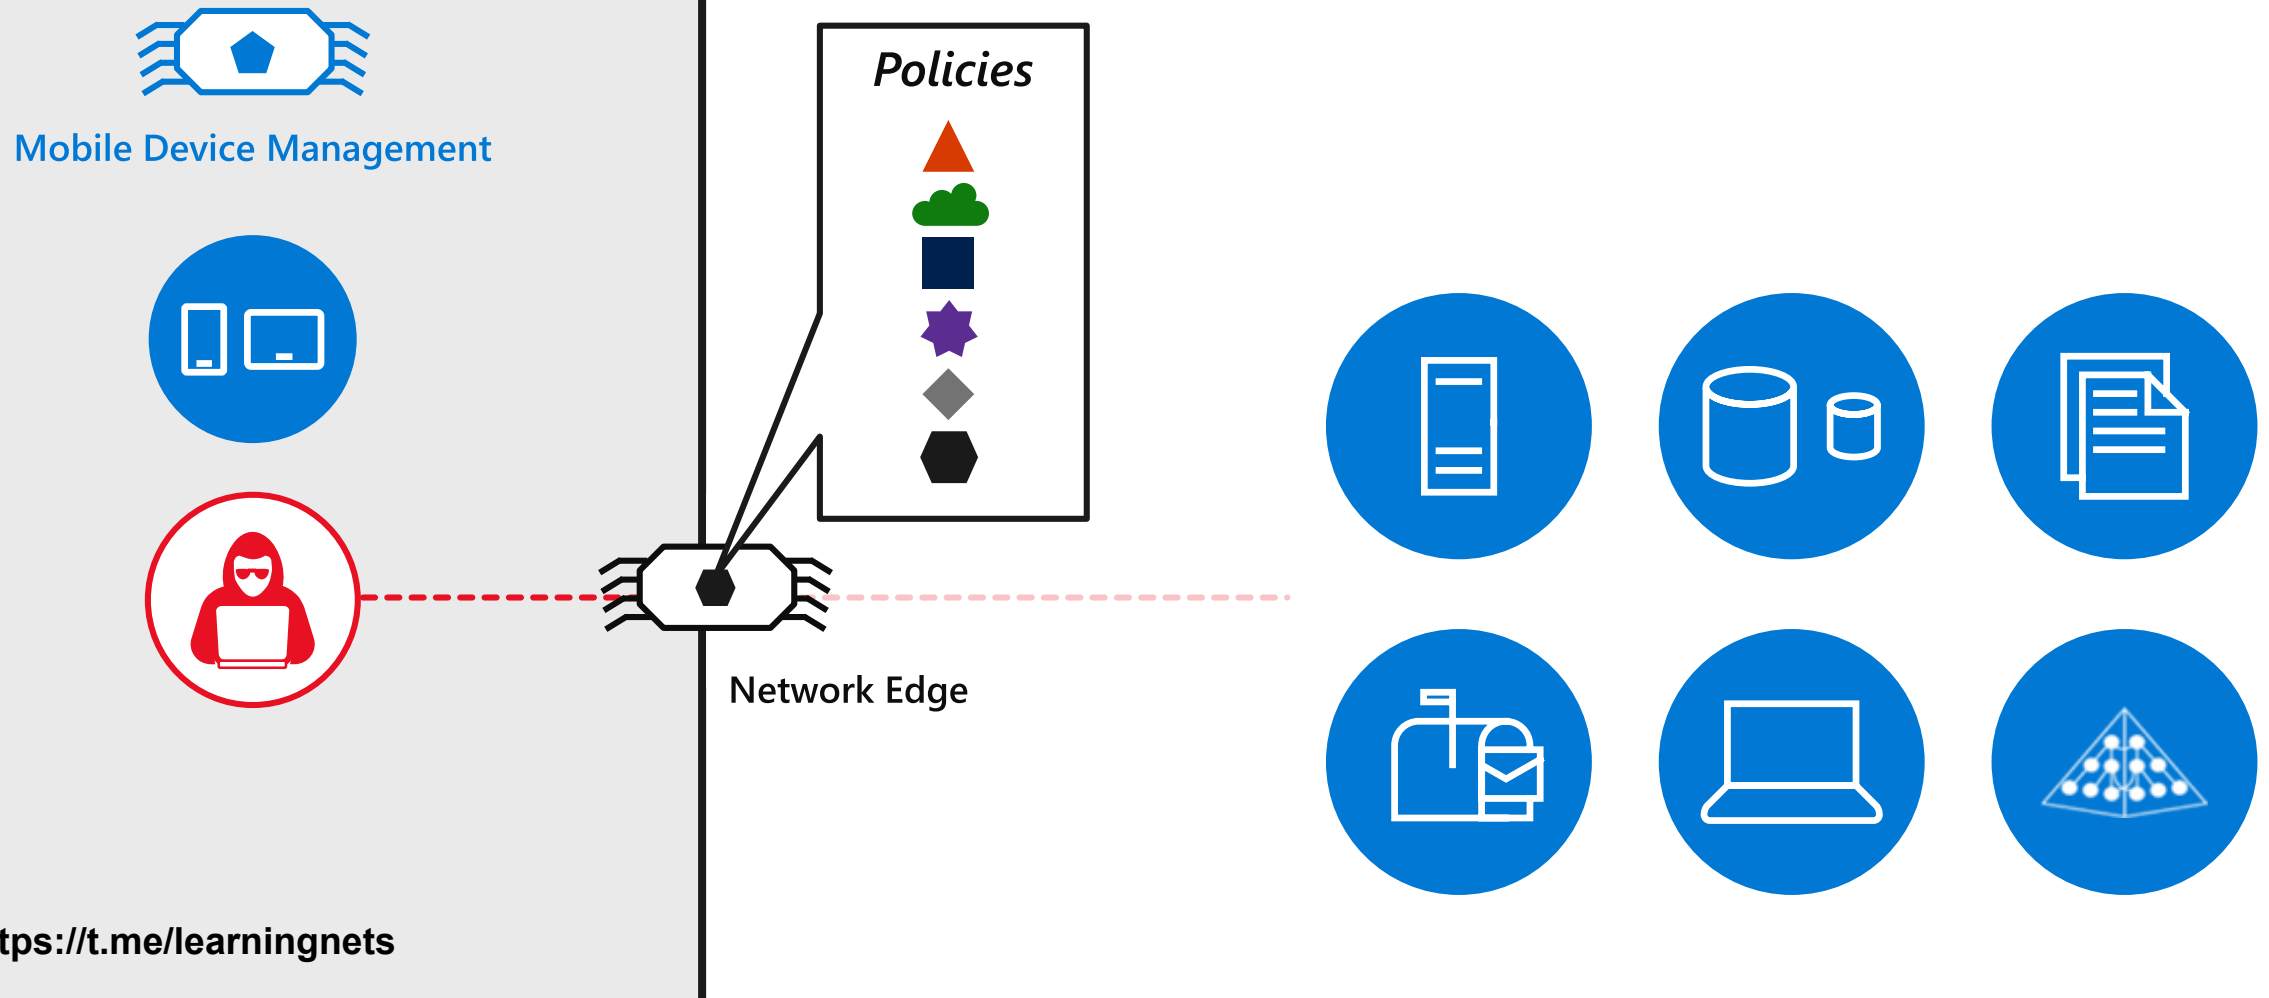 Policies
Mobile Device Management
Network Edge
tps://t.me/learningnets